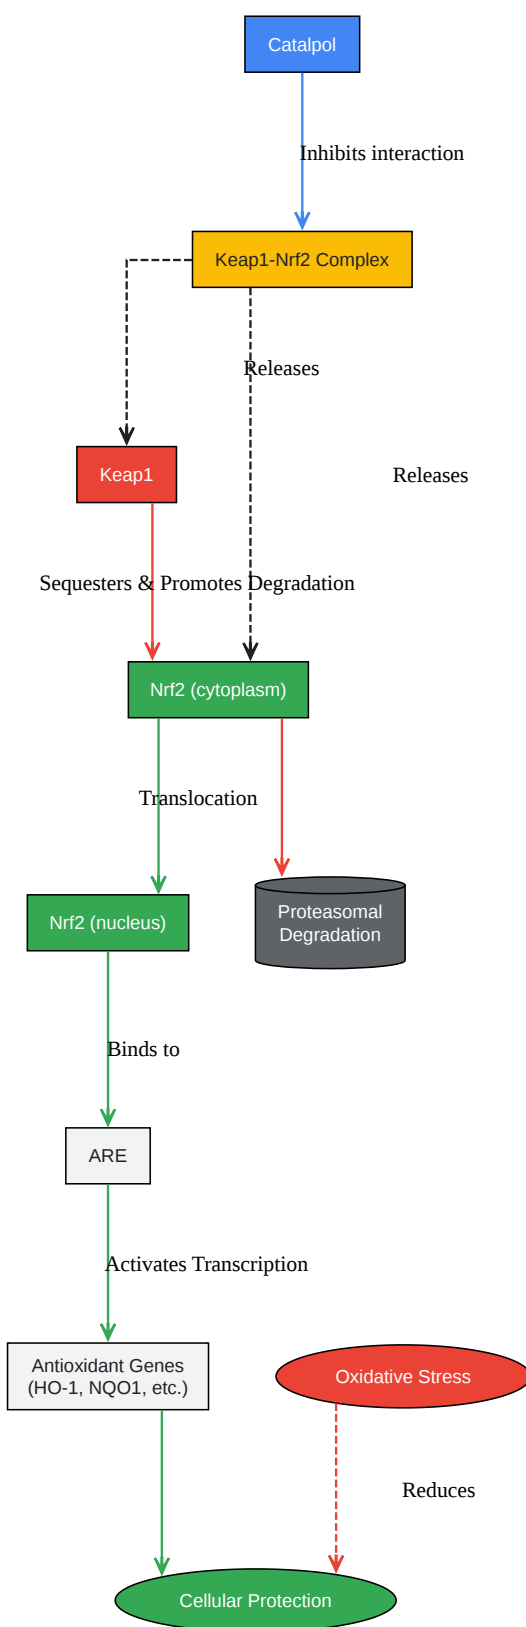 Catalpol
Inhibits interaction
Keap1-Nrf2 Complex
Releases
Keap1
Releases
Sequesters & Promotes Degradation
Nrf2 (cytoplasm)
Translocation
Nrf2 (nucleus)
Proteasomal
Degradation
Binds to
ARE
Activates Transcription
Antioxidant Genes
(HO-1, NQO1, etc.)
Oxidative Stress
Reduces
Cellular Protection